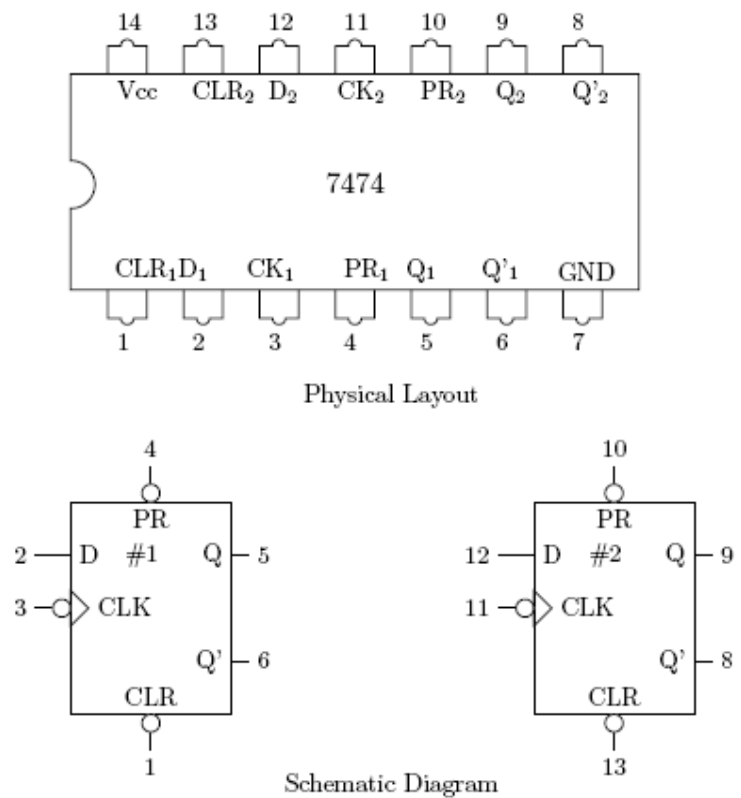 14 13 12 11 10 9 8
Vcc CLR₂ D₂ CK₂ PR₂ Q₂ Q'₂
7474
CLR₁ D₁ CK₁ PR₁ Q₁ Q'₁ GND
1 2 3 4 5 6 7
Physical Layout
4 10
PR PR
2 D #1 Q 5 12 D #2 Q 9
3 CLK 11 CLK
Q' 6 Q' 8
CLR CLR
1 13
Schematic Diagram